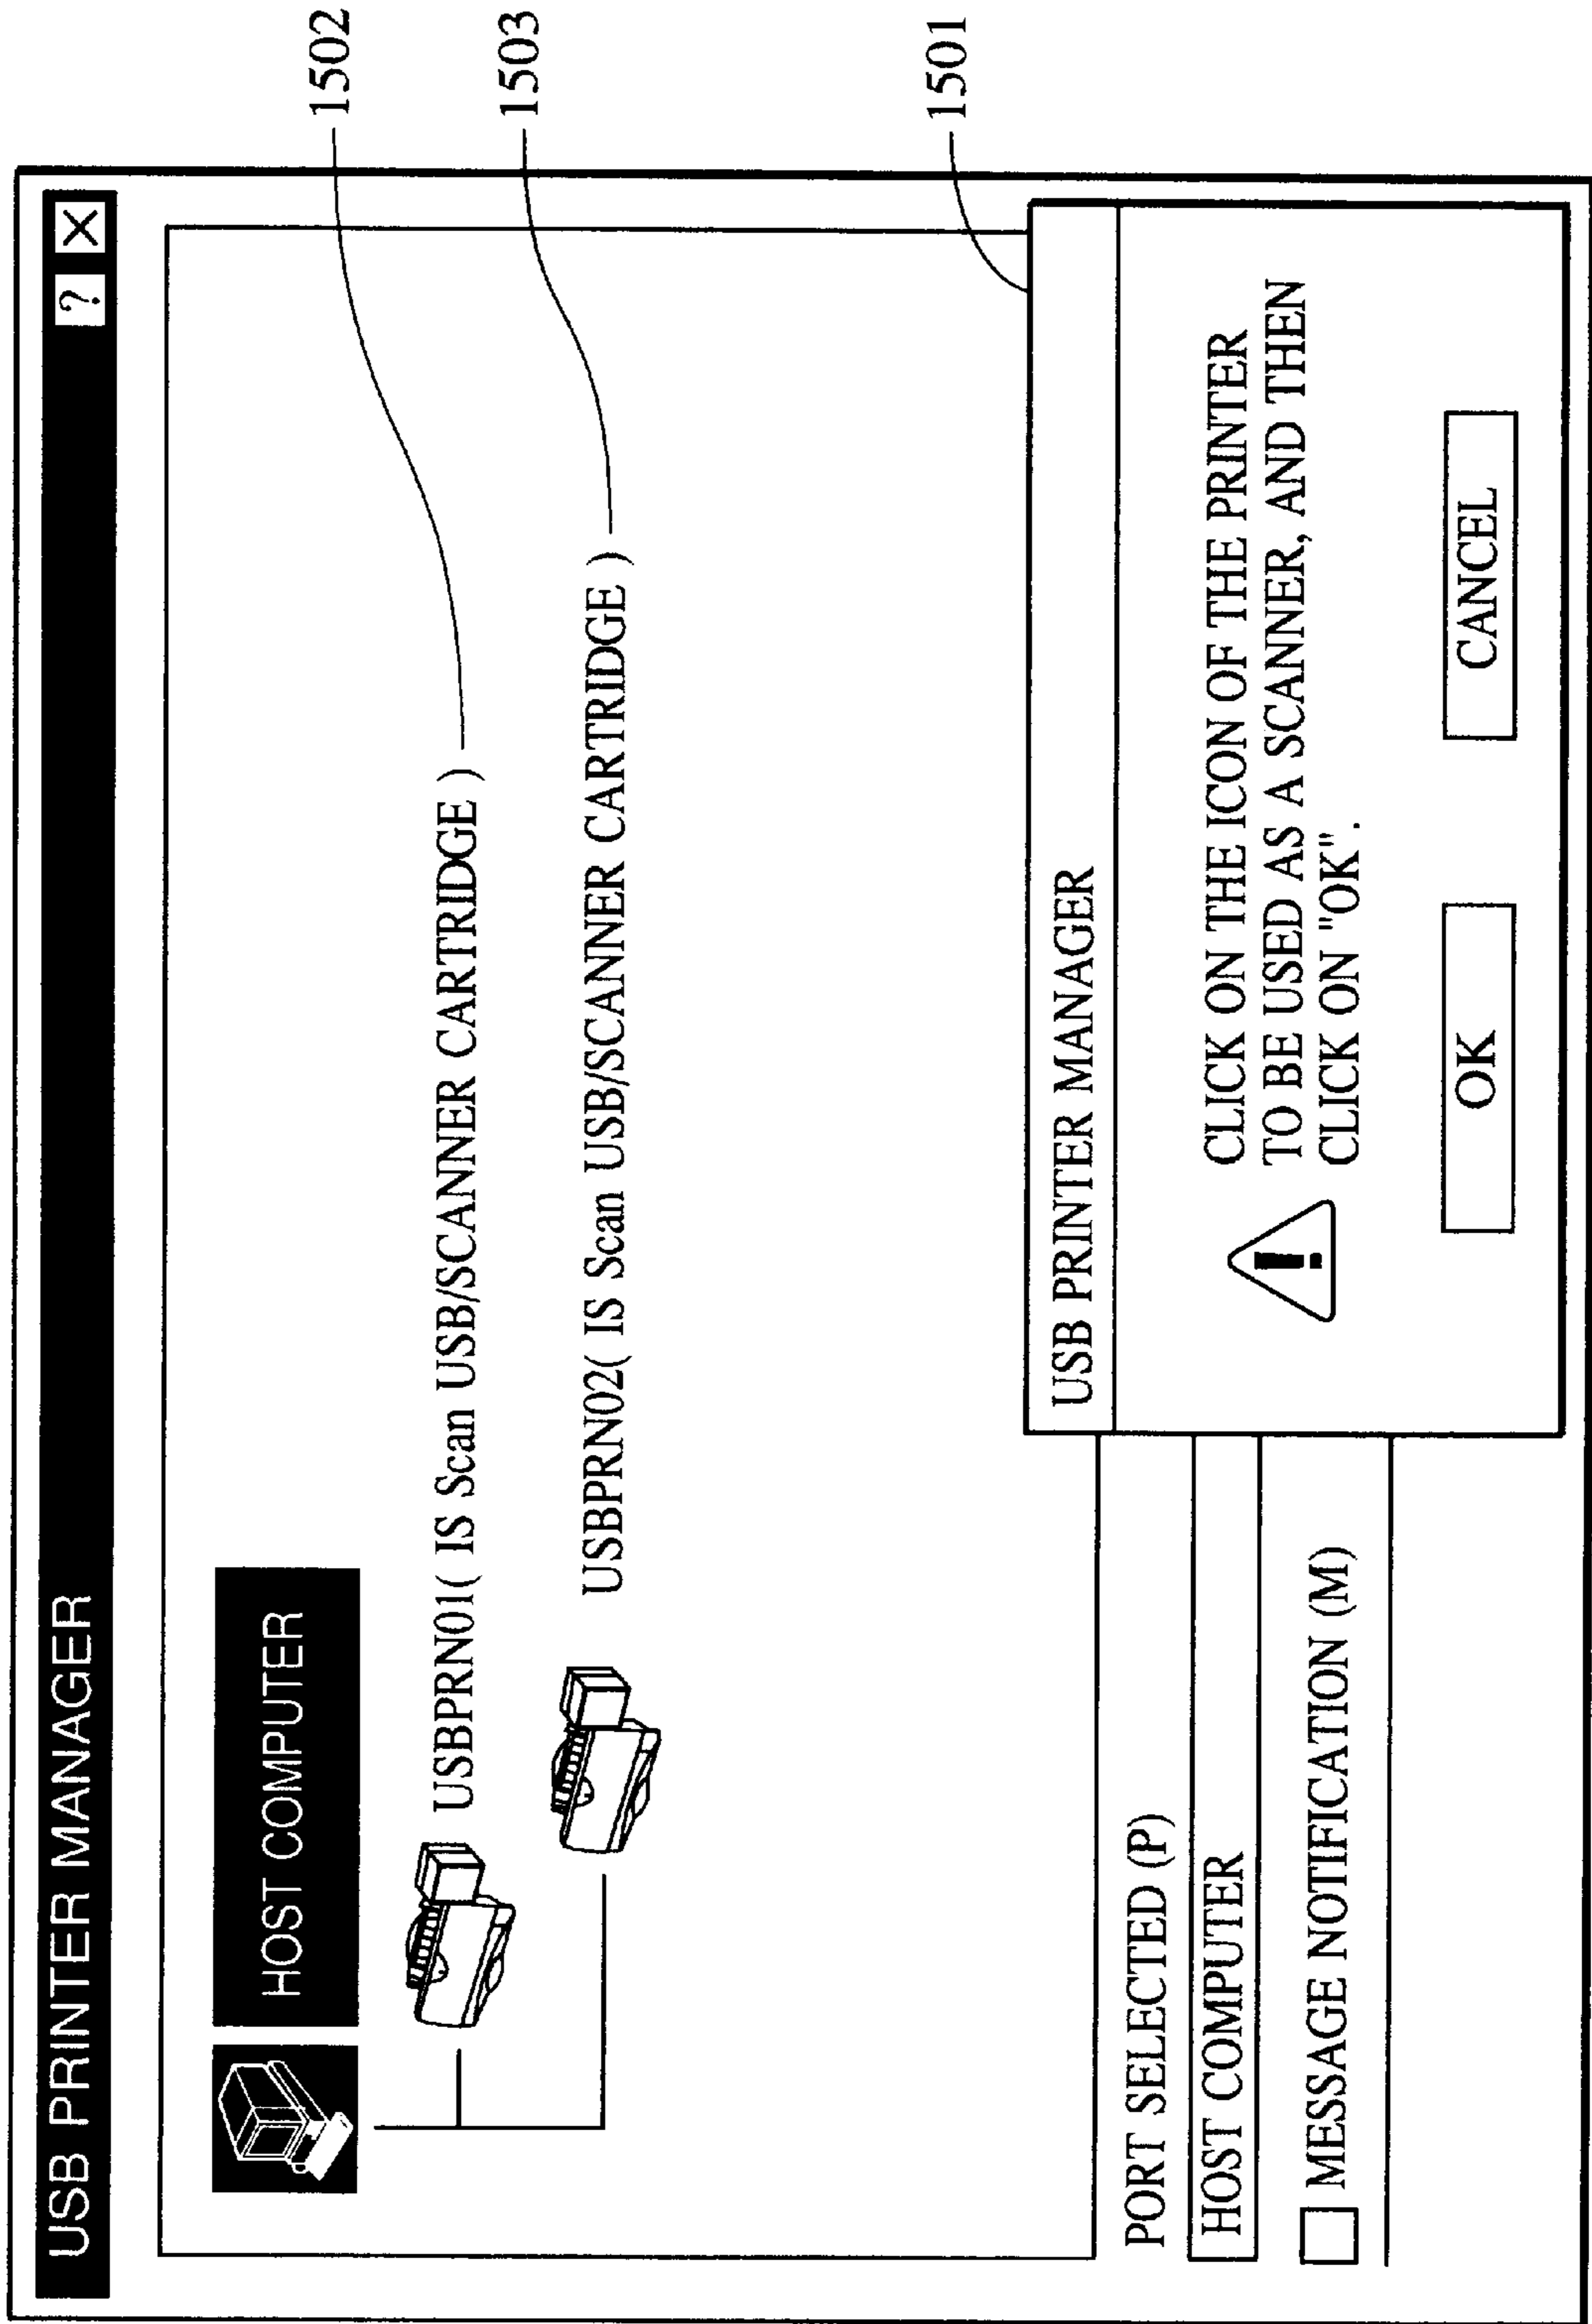 USB PRINTER MANAGER ? X
HOST COMPUTER
USBPRN01( IS Scan USB/SCANNER CARTRIDGE )
1502
USBPRN02( IS Scan USB/SCANNER CARTRIDGE )
1503
1501
USB PRINTER MANAGER
CLICK ON THE ICON OF THE PRINTER
TO BE USED AS A SCANNER, AND THEN
CLICK ON "OK".
OK
CANCEL
PORT SELECTED (P)
HOST COMPUTER
MESSAGE NOTIFICATION (M)